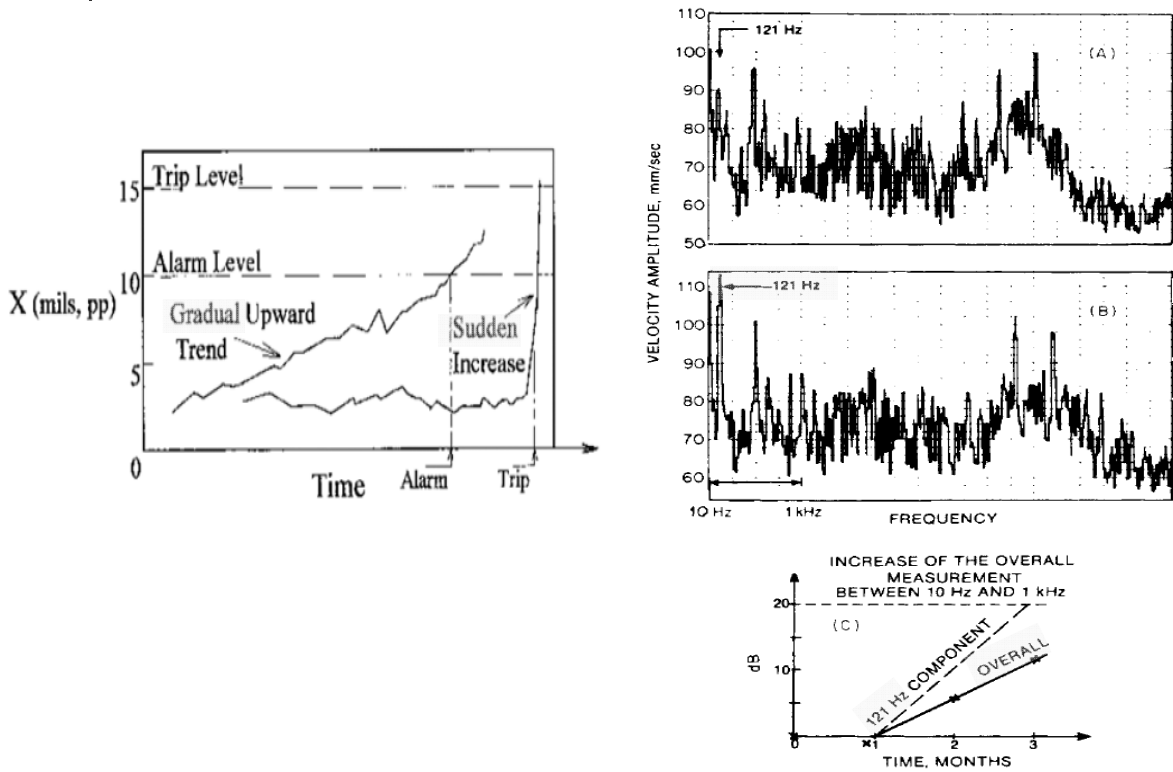 Trip Level
15
Alarm Level
10
X (mils, pp)
Gradual Upward
Trend
Sudden
Increase
5
0
Time
Alarm
Trip
VELOCITY AMPLITUDE, mm/sec
110
121 Hz
100
(A)
90
80
70
60
50
110
121 Hz
100
(B)
90
80
70
60
10 Hz
1 kHz
FREQUENCY
INCREASE OF THE OVERALL
MEASUREMENT
BETWEEN 10 Hz AND 1 kHz
20
(C)
dB
10
121 Hz COMPONENT
OVERALL
0
x1
2
3
TIME, MONTHS